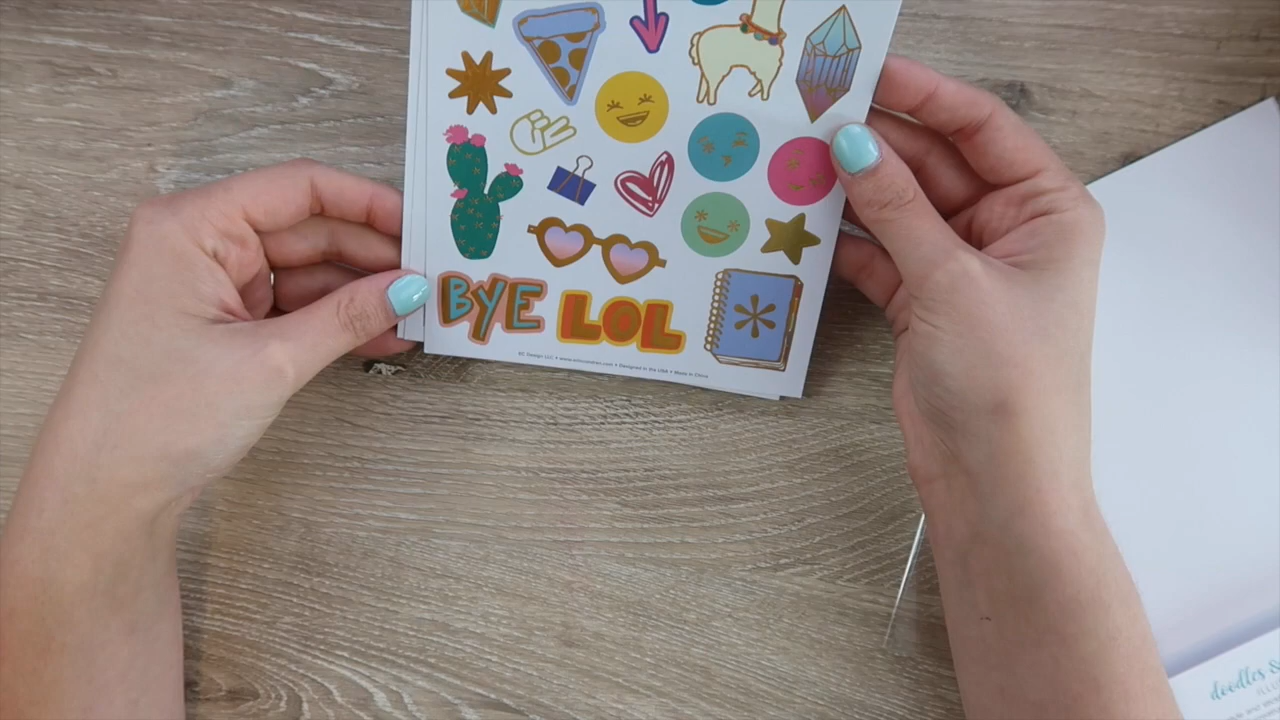 BYE LOL
EC Design LLC • www.erincondren.com • Designed in the USA • Made in China
doodles &